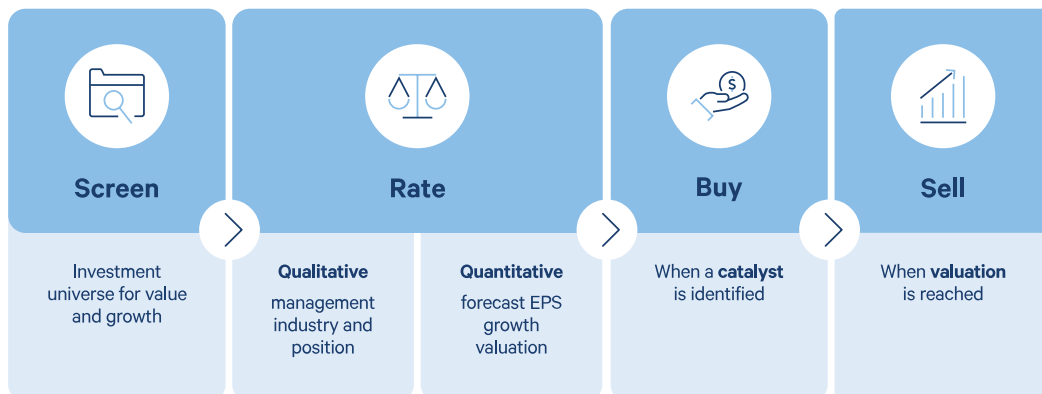 Screen
Investment
universe for value
and growth
Rate
Qualitative
management
industry and
position
Quantitative
forecast EPS
growth
valuation
$
Buy
When a catalyst
is identified
Sell
When valuation
is reached